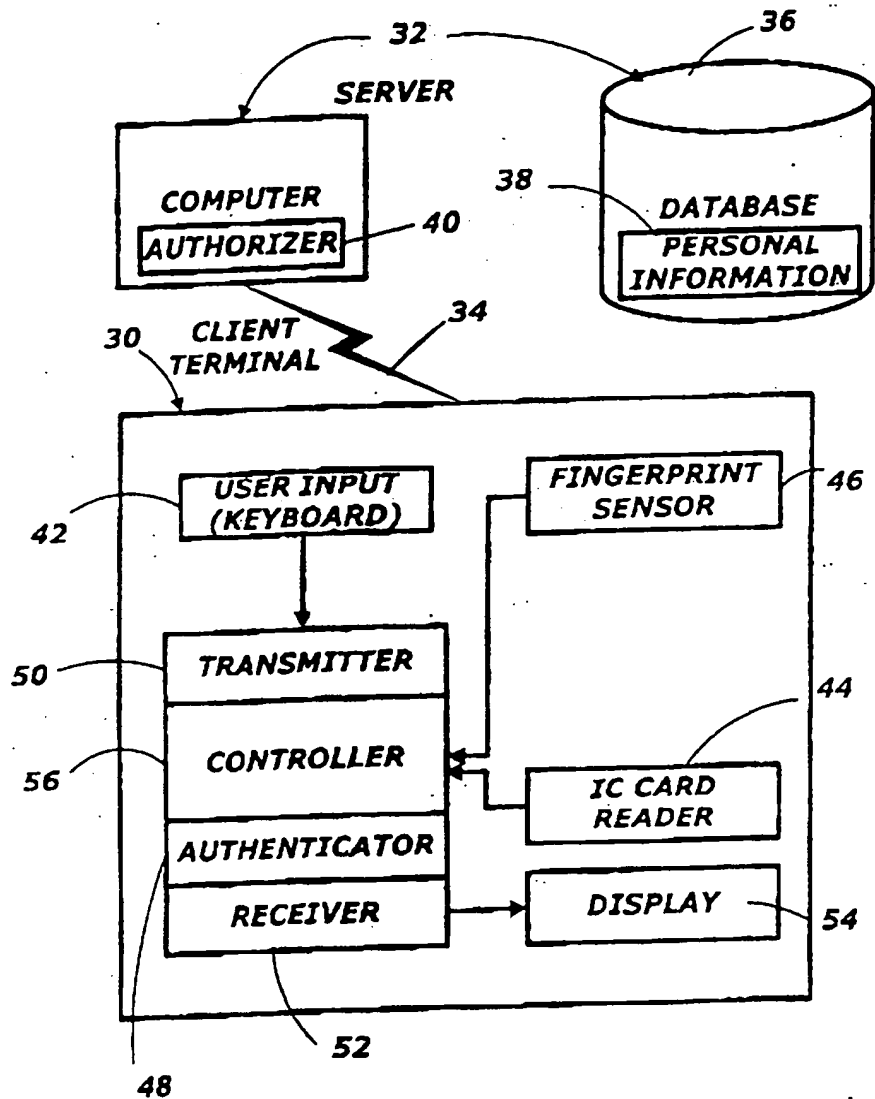 32
36
SERVER
COMPUTER
AUTHORIZER
40
38
DATABASE
PERSONAL
INFORMATION
34
30
CLIENT
TERMINAL
USER INPUT
(KEYBOARD)
42
FINGERPRINT
SENSOR
46
50
TRANSMITTER
44
56
CONTROLLER
IC CARD
READER
AUTHENTICATOR
RECEIVER
DISPLAY
54
52
48